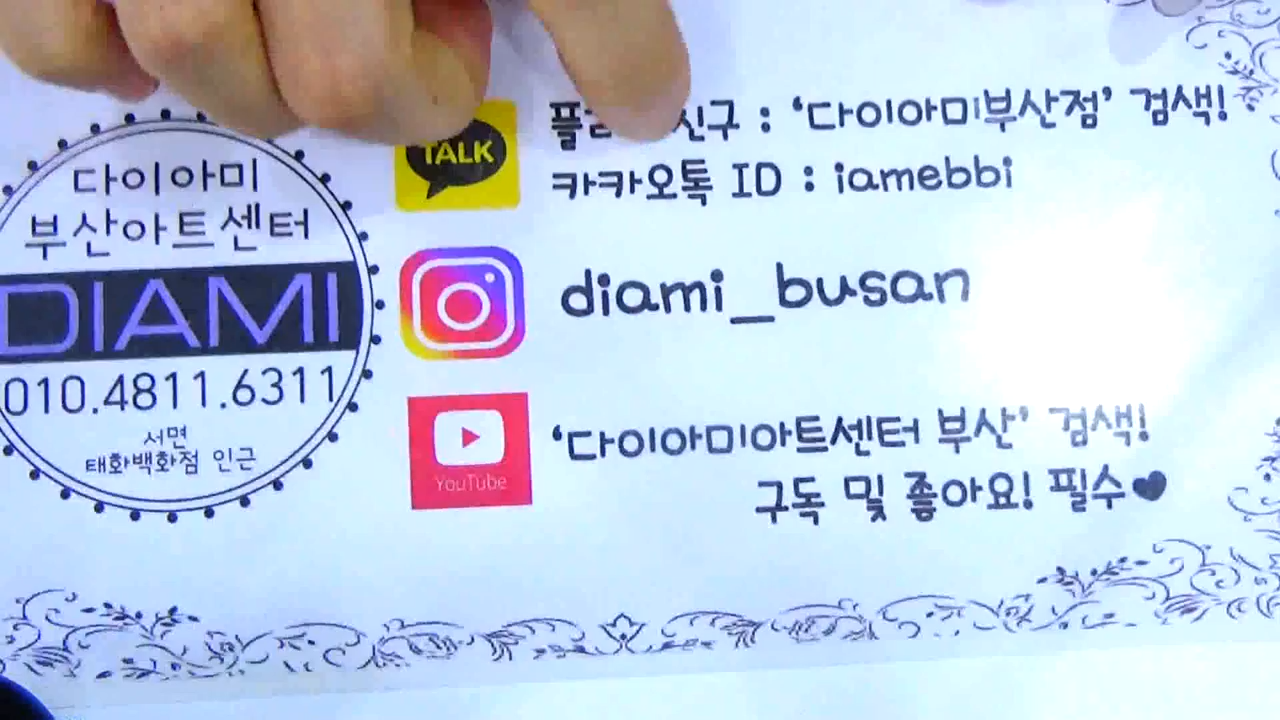 다이아미
부산아트센터
DIAMI
010.4811.6311
서면
태화백화점 인근
TALK
: '다이아미부산점' 검색!
카카오톡 ID : iamebbi
diami_busan
YouTube
'다이아미아트센터 부산' 검색!
구독 및 좋아요! 필수♥